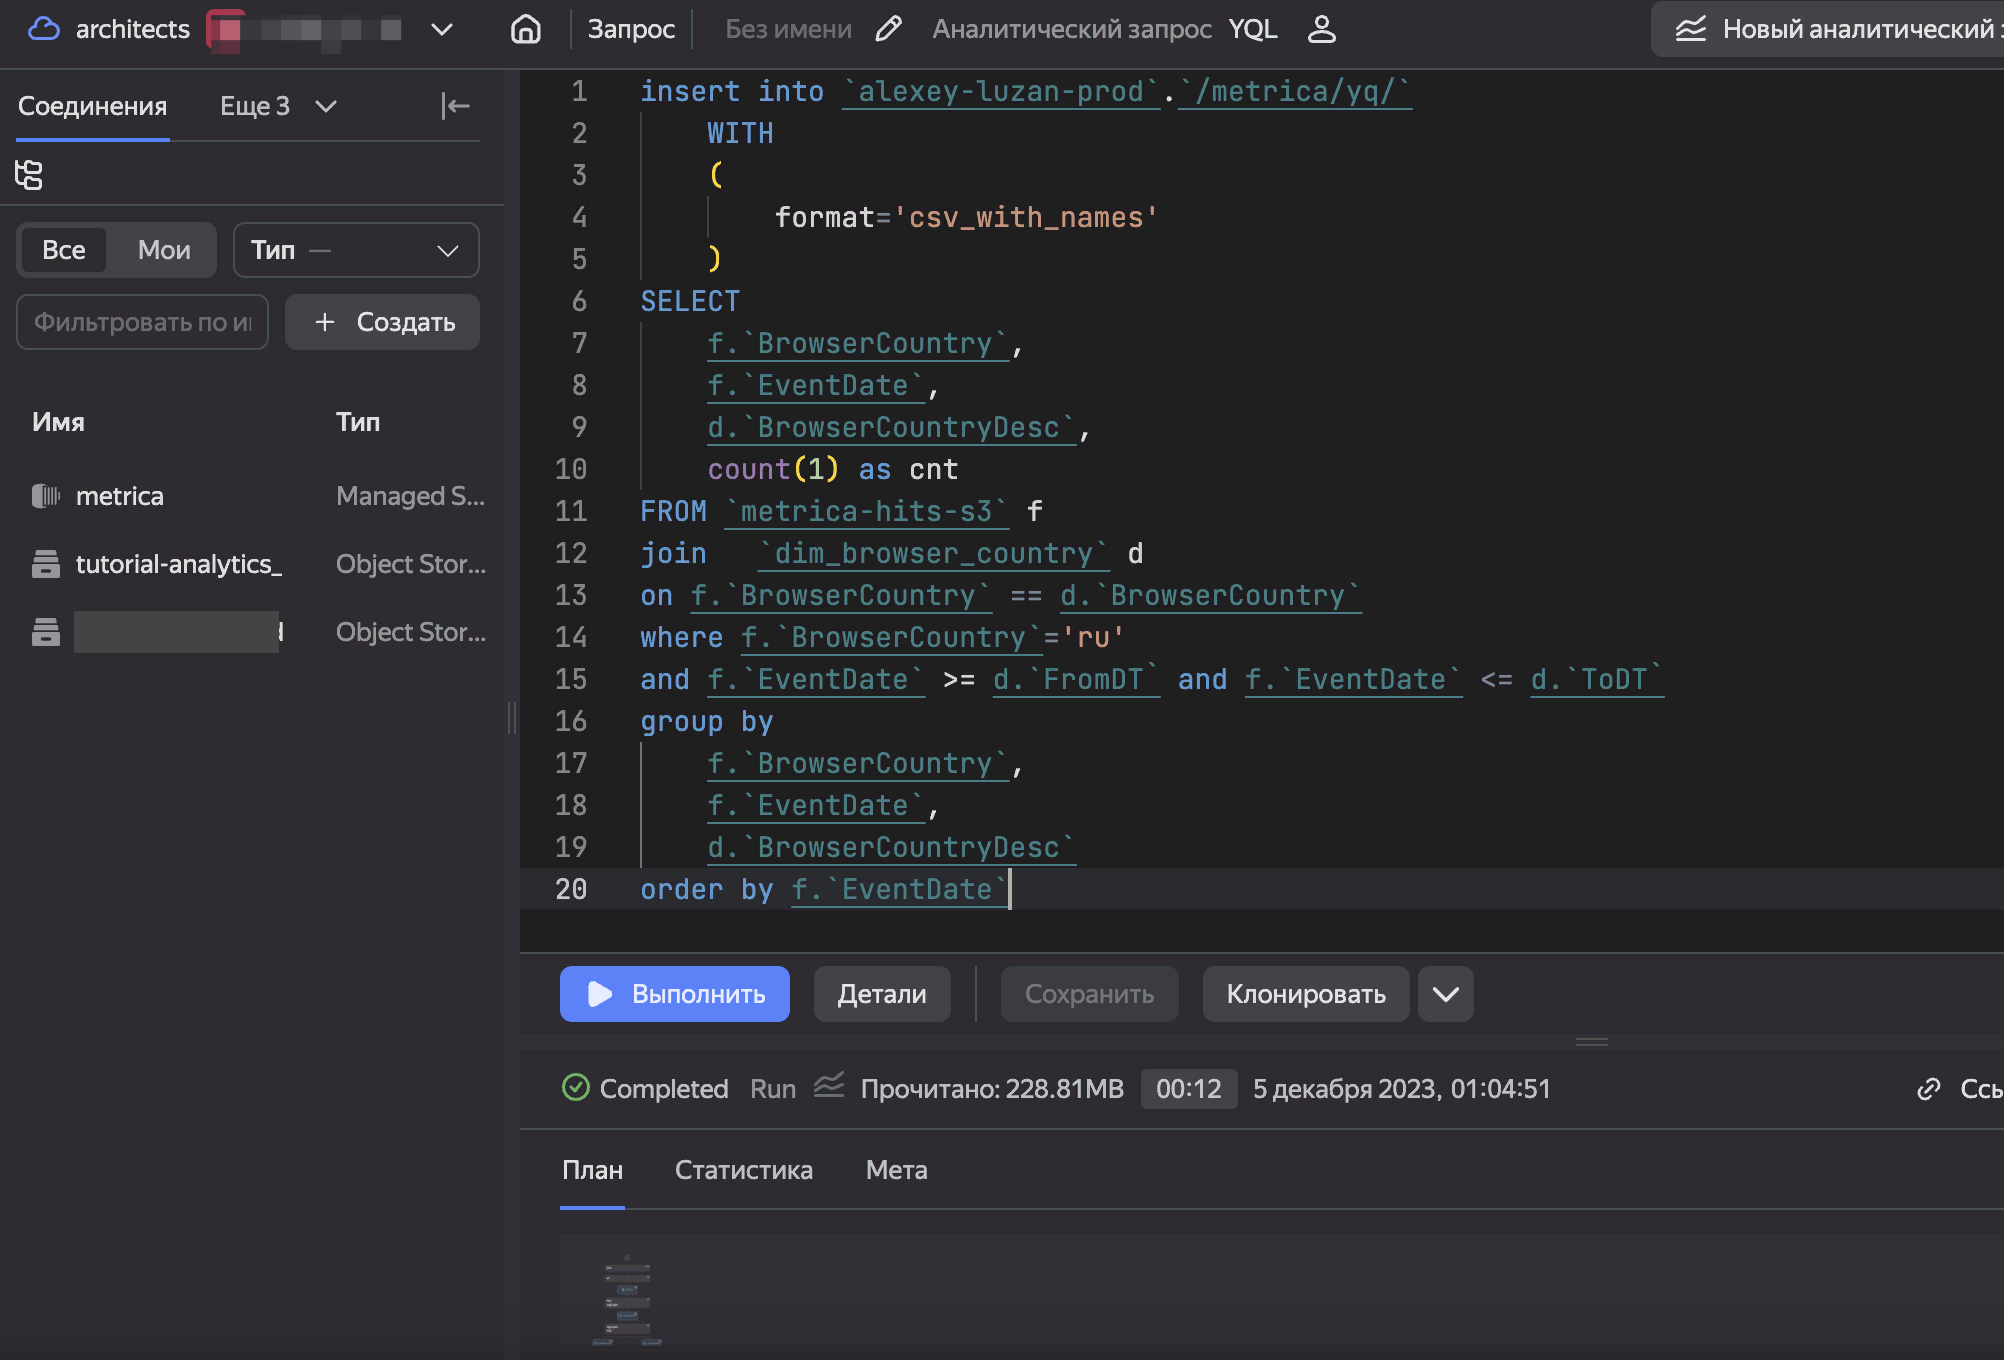 architects
Запрос
Без имени
Аналитический запрос YQL
Новый аналитический
Соединения
Еще 3
Все
Мои
Тип —
Фильтровать по
+ Создать
Имя Тип
metrica Managed S...
tutorial-analytics_ Object Stor...
Object Stor...
1 insert into `alexey-luzan-prod`.`/metrica/yq/`
2 WITH
3 (
4 format='csv_with_names'
5 )
6 SELECT
7 f.`BrowserCountry`,
8 f.`EventDate`,
9 d.`BrowserCountryDesc`,
10 count(1) as cnt
11 FROM `metrica-hits-s3` f
12 join `dim_browser_country` d
13 on f.`BrowserCountry` == d.`BrowserCountry`
14 where f.`BrowserCountry`='ru'
15 and f.`EventDate` >= d.`FromDT` and f.`EventDate` <= d.`ToDT`
16 group by
17 f.`BrowserCountry`,
18 f.`EventDate`,
19 d.`BrowserCountryDesc`
20 order by f.`EventDate`
Выполнить
Детали
Сохранить
Клонировать
Completed Run Прочитано: 228.81MB 00:12 5 декабря 2023, 01:04:51
Ссы
План
Статистика
Мета